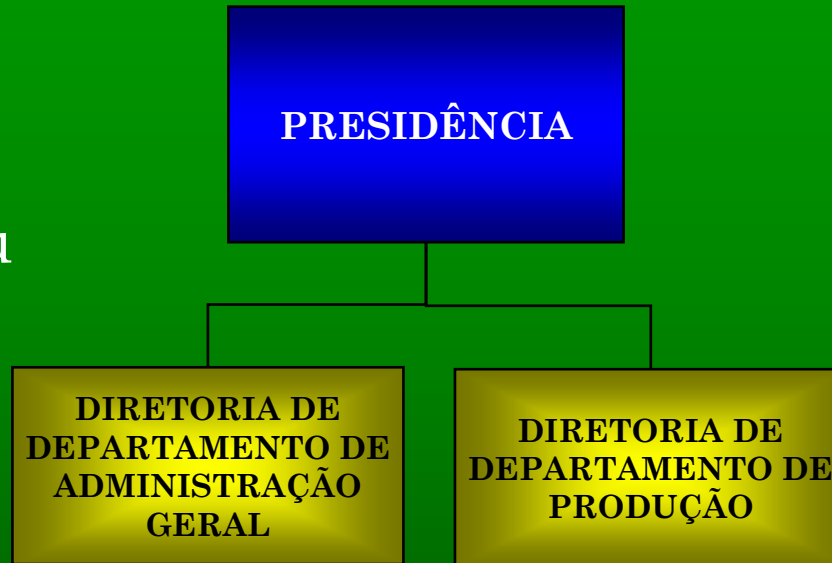 PRESIDÊNCIA
DIRETORIA DE
DEPARTAMENTO DE
ADMINISTRAÇÃO
GERAL
DIRETORIA DE
DEPARTAMENTO DE
PRODUÇÃO